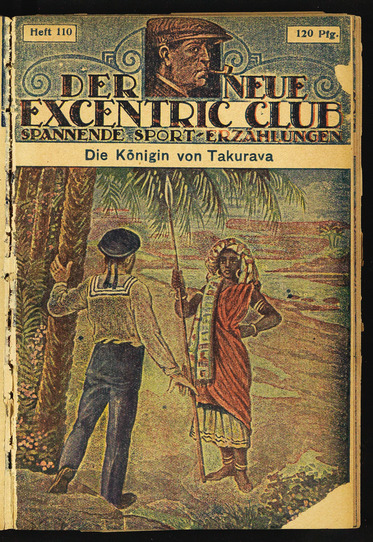 Heft 110
120 Pfg.
DER NEUE
EXCENTRIC CLUB
SPANNENDE SPORT-ERZÄHLUNGEN
Die Königin von Takurava